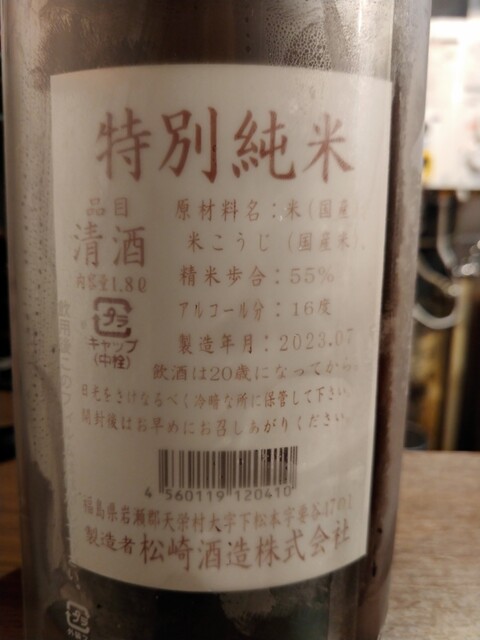 特別純米
品目
清酒
内容量1.8ℓ
プラ
キャップ
(中栓)
原材料名:米(国産)
米こうじ(国産米)
精米歩合:55%
アルコール分:16度
製造年月:2023.07
飲酒は20歳になってから。
日光をさけなるべく冷暗な所に保管して下さい。
開封後はお早めにお召しあがりください。
4 560119 120410
福島県岩瀬郡天栄村大字下松本字要谷47の1
製造者 松崎酒造株式会社
プラ